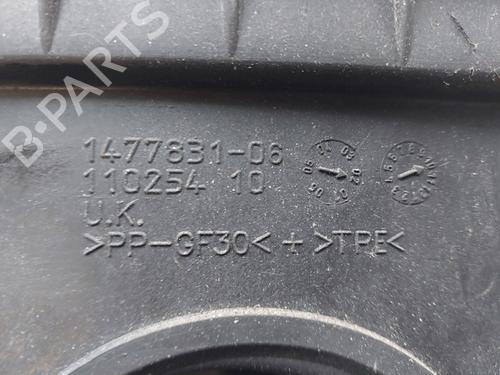 B-PARTS
1477831-06
110254 10
U.K.
>PP-GF30< + >TPE<